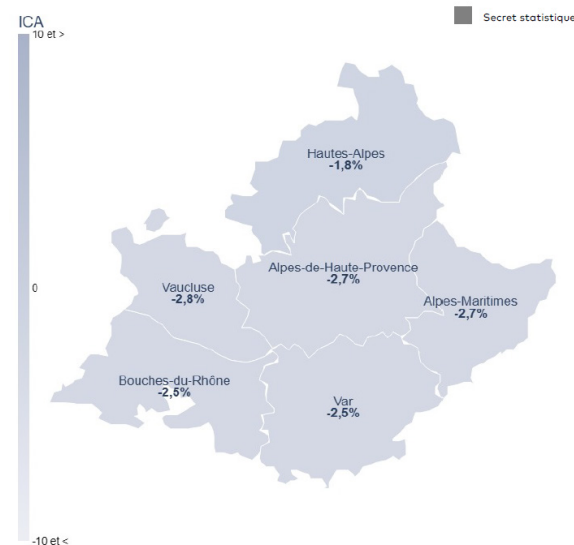 ICA
10 et >
Secret statistique
Hautes-Alpes
-1,8%
Alpes-de-Haute-Provence
-2,7%
Vaucluse
-2,8%
0
Alpes-Maritimes
-2,7%
Bouches-du-Rhône
-2,5%
Var
-2,5%
-10 et <